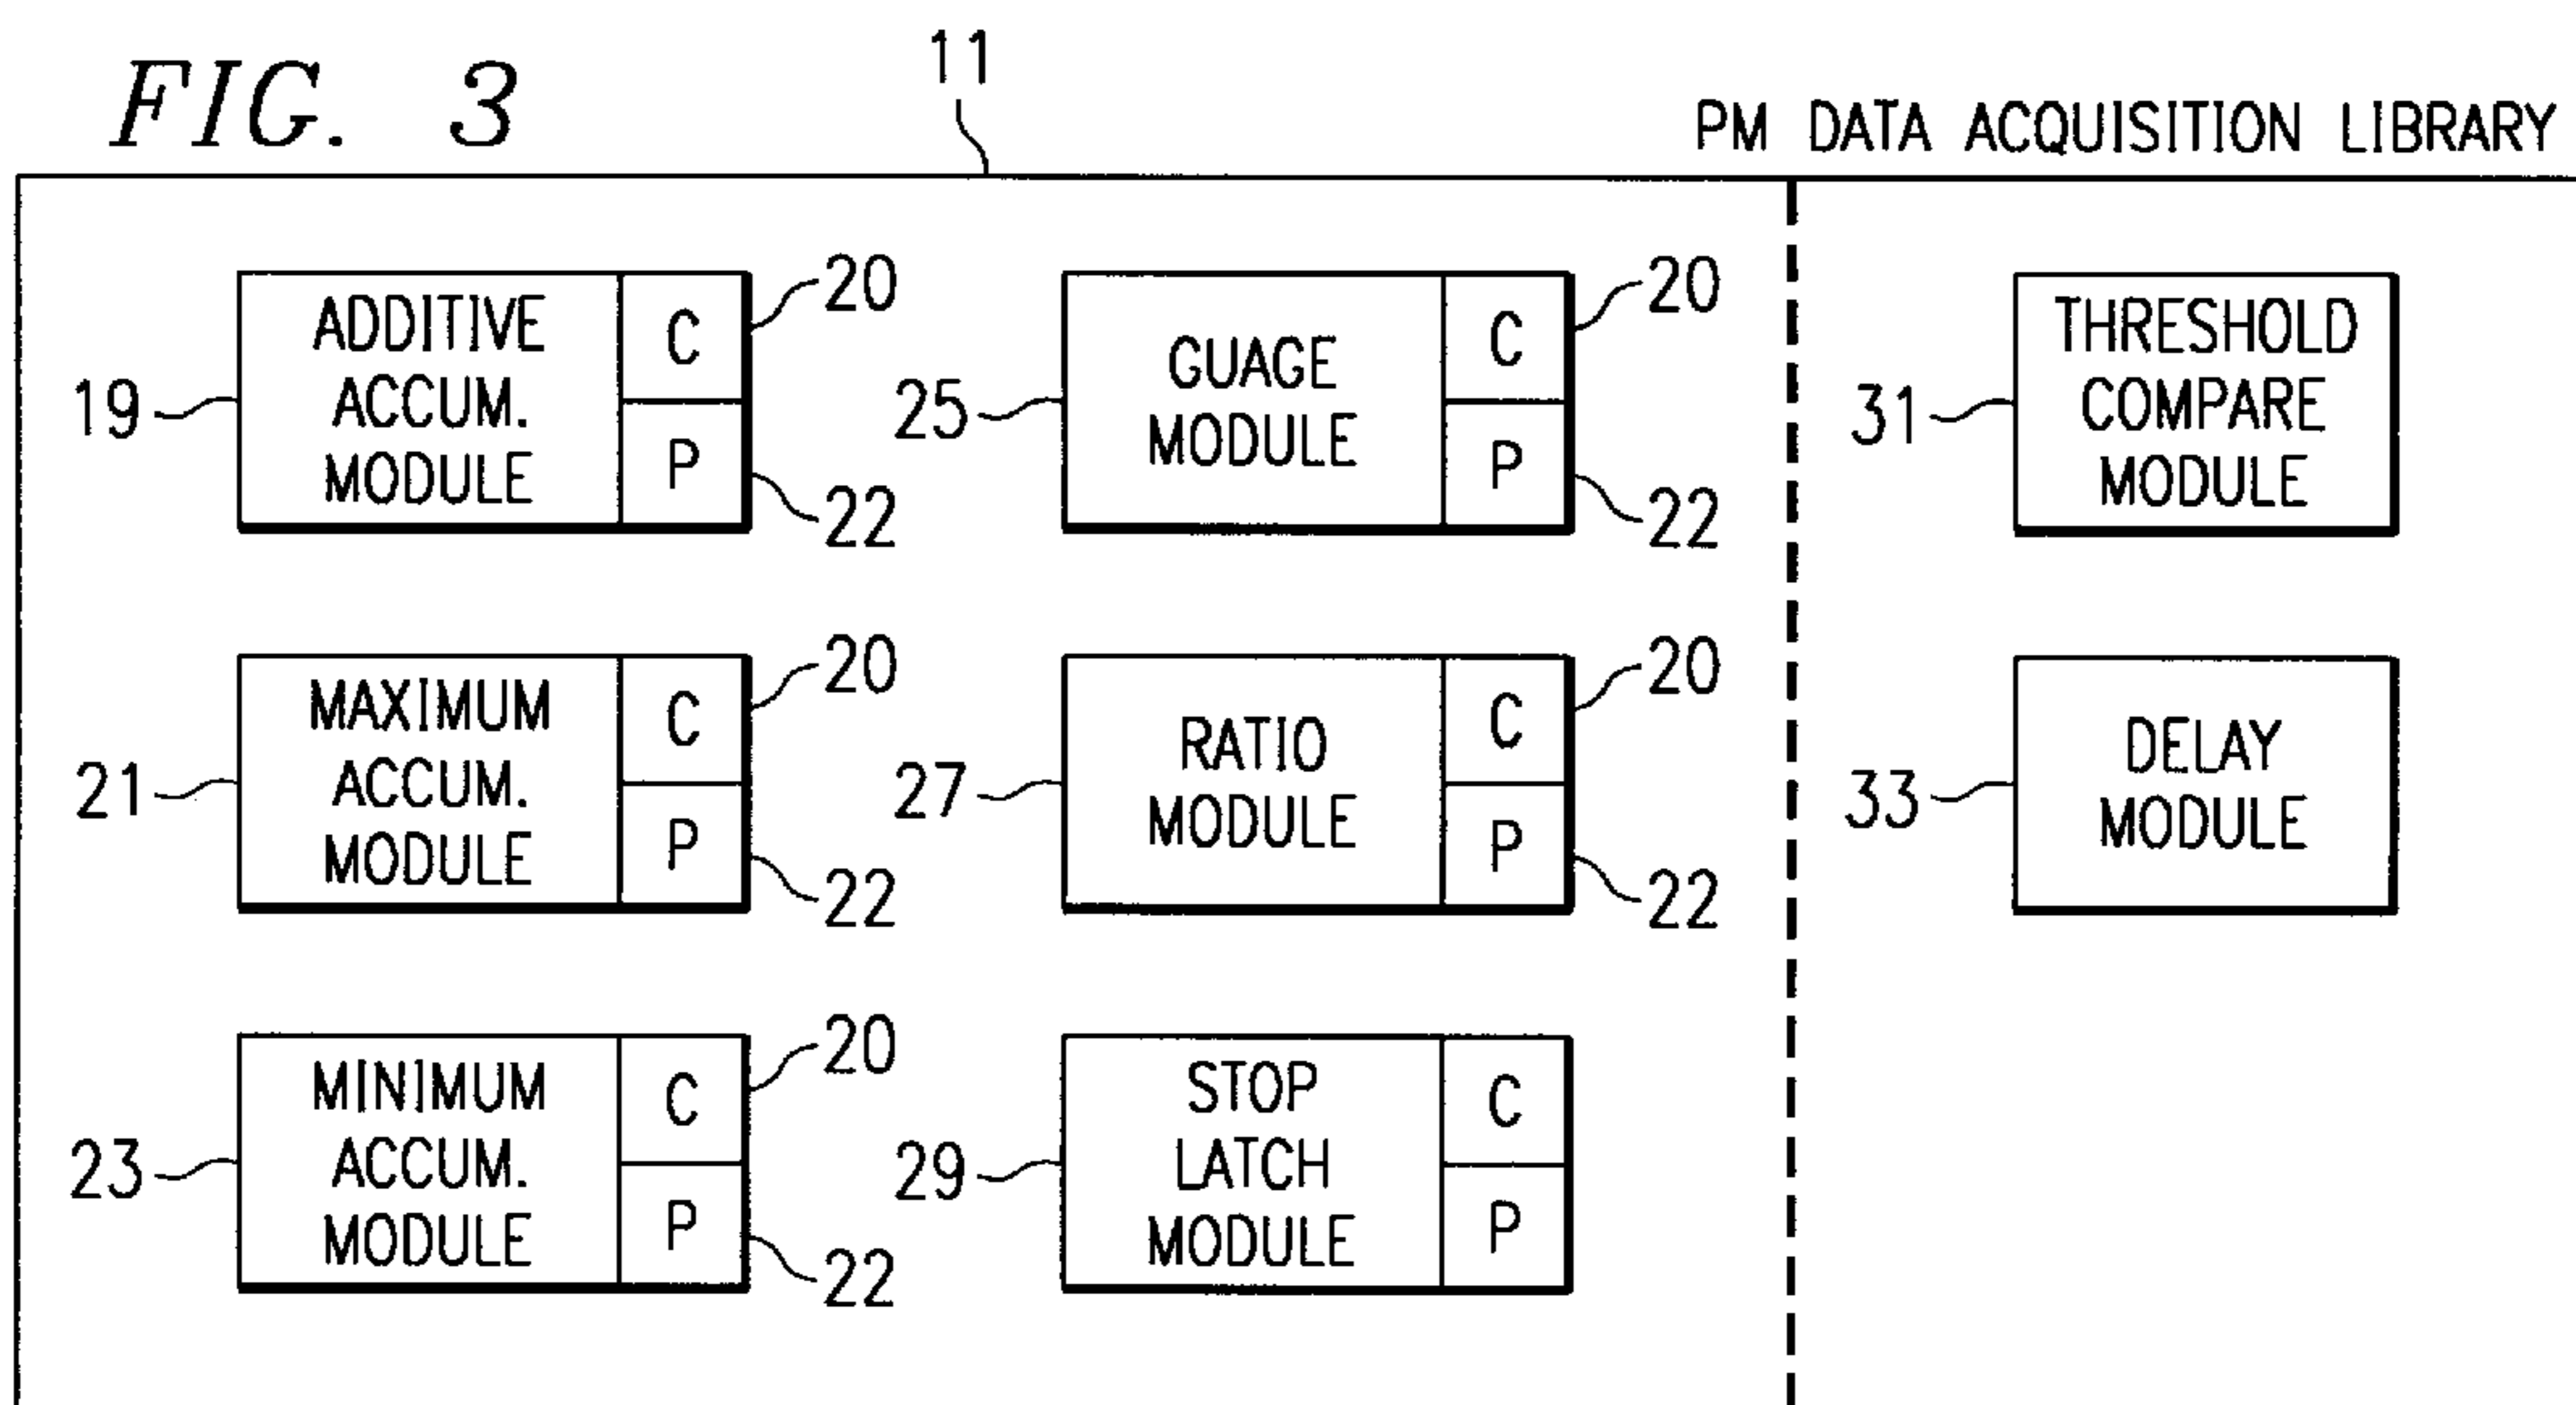 FIG. 3
11
PM DATA ACQUISITION LIBRARY
19
ADDITIVE
ACCUM.
MODULE
C
P
20
22
25
GUAGE
MODULE
C
P
20
22
31
THRESHOLD
COMPARE
MODULE
21
MAXIMUM
ACCUM.
MODULE
C
P
20
22
27
RATIO
MODULE
C
P
20
22
33
DELAY
MODULE
23
MINIMUM
ACCUM.
MODULE
C
P
20
22
29
STOP
LATCH
MODULE
C
P